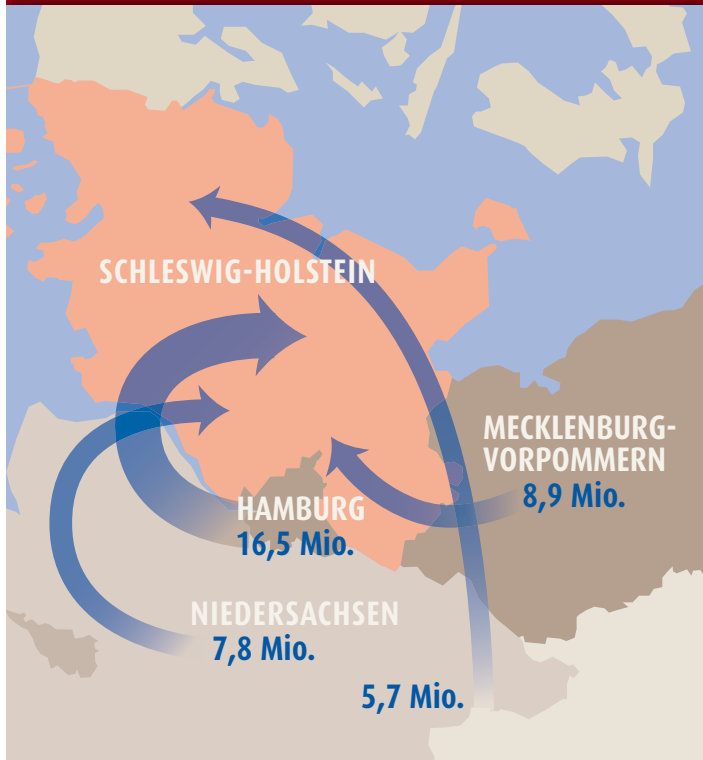 SCHLESWIG-HOLSTEIN
MECKLENBURG-
VORPOMMERN
8,9 Mio.
HAMBURG
16,5 Mio.
NIEDERSACHSEN
7,8 Mio.
5,7 Mio.